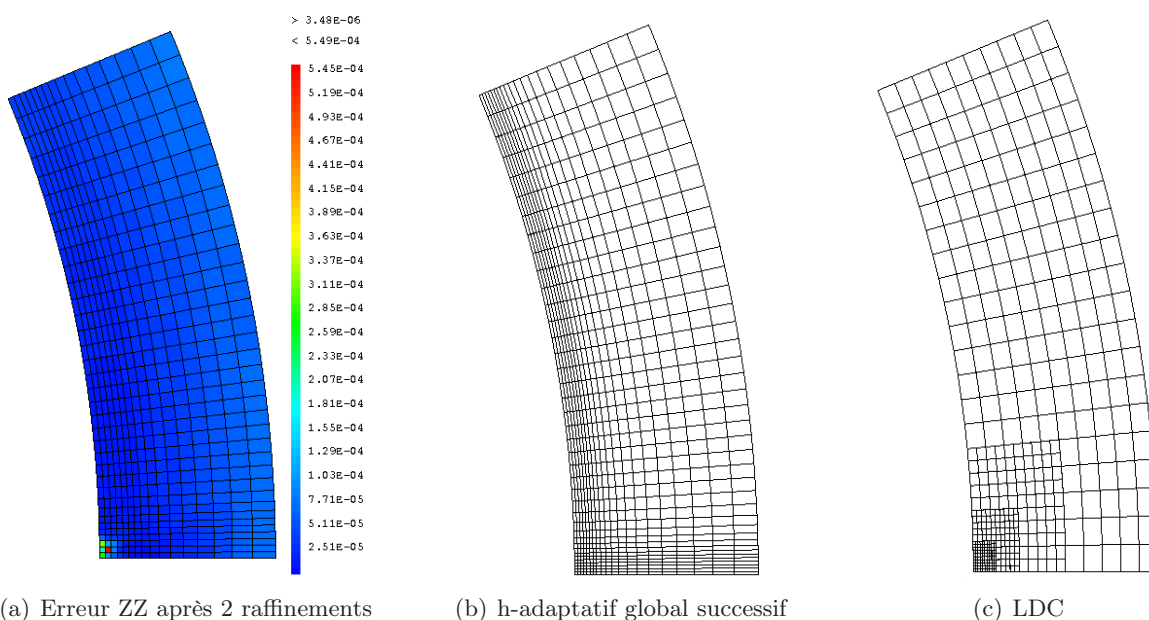 > 3.48E-06
< 5.49E-04
5.45E-04
5.19E-04
4.93E-04
4.67E-04
4.41E-04
4.15E-04
3.89E-04
3.63E-04
3.37E-04
3.11E-04
2.85E-04
2.59E-04
2.33E-04
2.07E-04
1.81E-04
1.55E-04
1.29E-04
1.03E-04
7.71E-05
5.11E-05
2.51E-05
(a) Erreur ZZ après 2 raffinements
(b) h-adaptatif global successif
(c) LDC